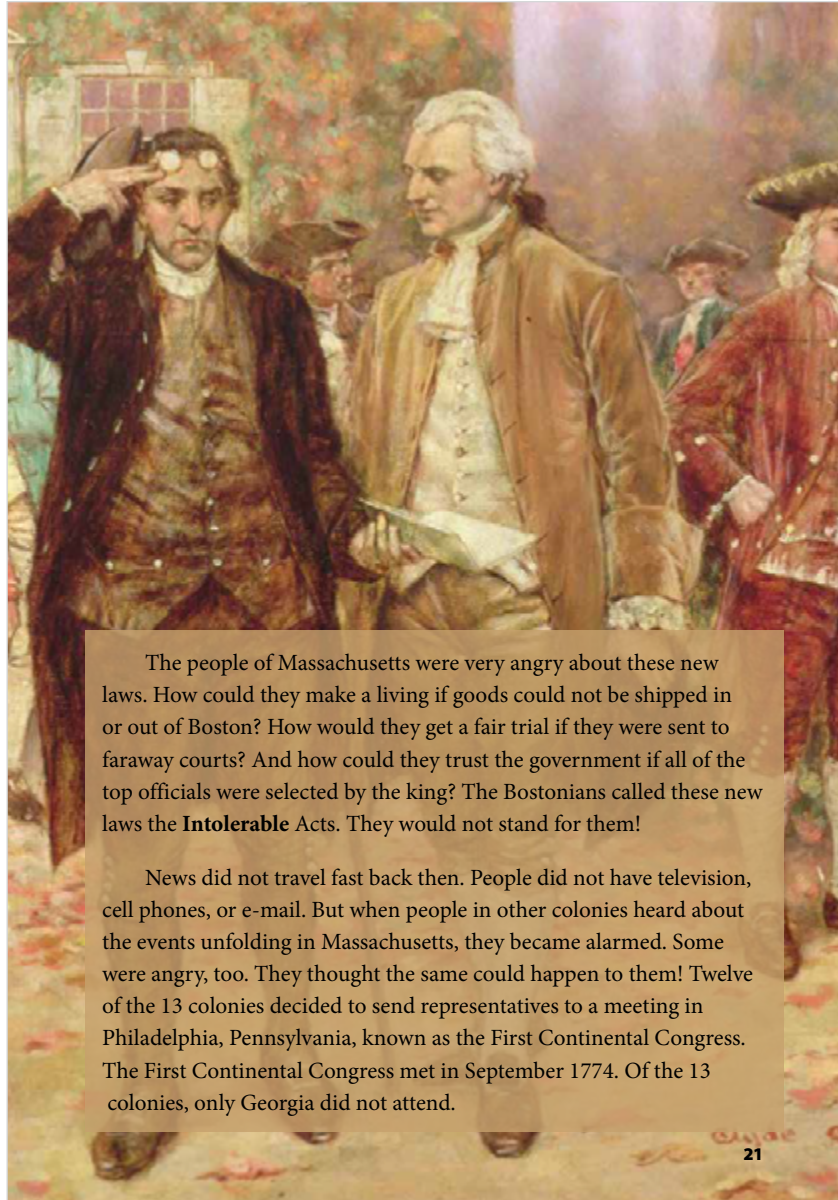 The people of Massachusetts were very angry about these new
laws. How could they make a living if goods could not be shipped in
or out of Boston? How would they get a fair trial if they were sent to
faraway courts? And how could they trust the government if all of the
top officials were selected by the king? The Bostonians called these new
laws the Intolerable Acts. They would not stand for them!
News did not travel fast back then. People did not have television,
cell phones, or e-mail. But when people in other colonies heard about
the events unfolding in Massachusetts, they became alarmed. Some
were angry, too. They thought the same could happen to them! Twelve
of the 13 colonies decided to send representatives to a meeting in
Philadelphia, Pennsylvania, known as the First Continental Congress.
The First Continental Congress met in September 1774. Of the 13
colonies, only Georgia did not attend.
21